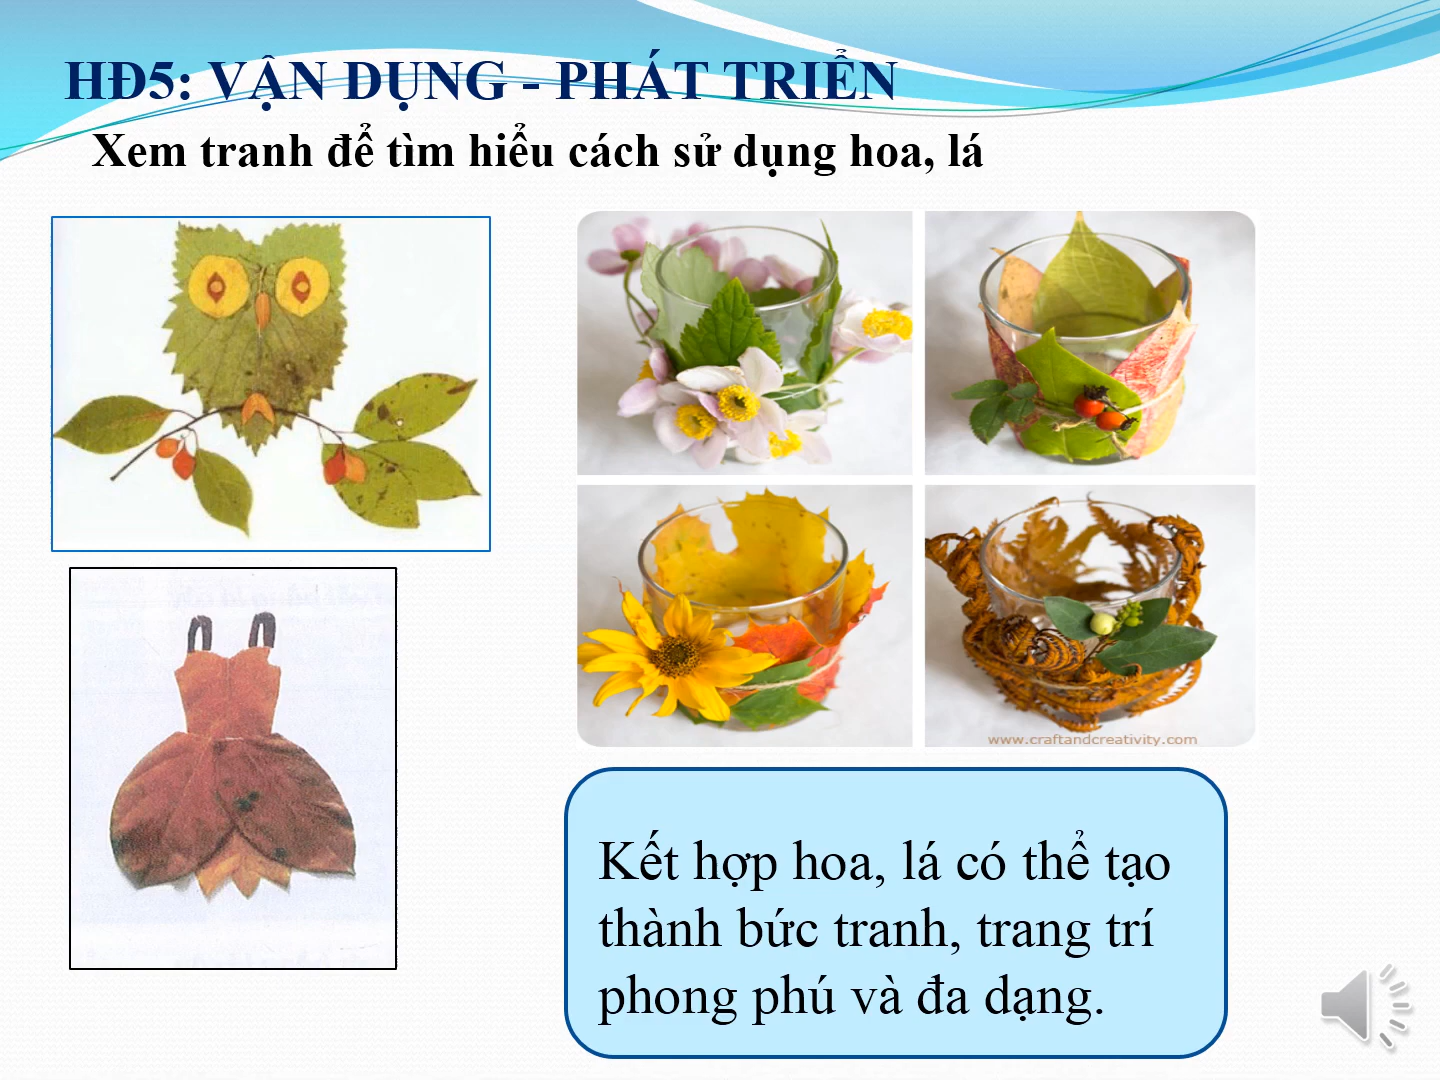 HĐ5: VẬN DỤNG - PHÁT TRIỂN
Xem tranh để tìm hiểu cách sử dụng hoa, lá
www.craftandcreativity.com
Kết hợp hoa, lá có thể tạo
thành bức tranh, trang trí
phong phú và đa dạng.